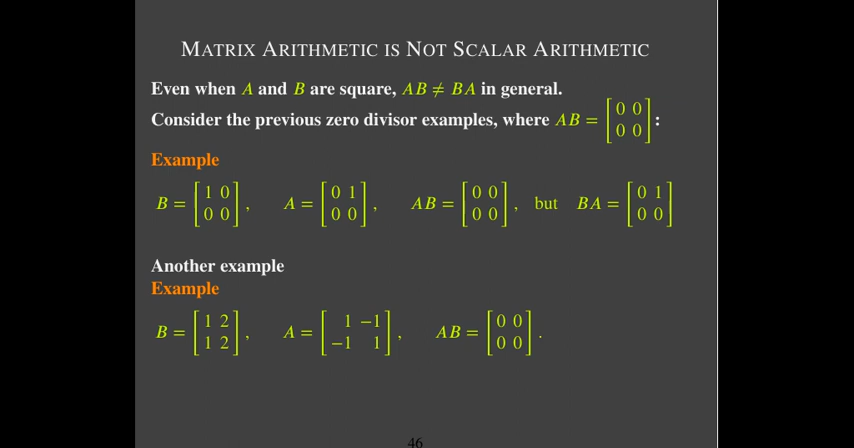 MATRIX ARITHMETIC IS NOT SCALAR ARITHMETIC
Even when A and B are square, AB ≠ BA in general.
Consider the previous zero divisor examples, where AB = [0 0; 0 0] :
Example
B = [1 0; 0 0] , A = [0 1; 0 0] , AB = [0 0; 0 0] , but BA = [0 1; 0 0]
Another example
Example
B = [1 2; 1 2] , A = [1 −1; −1 1] , AB = [0 0; 0 0] .
46